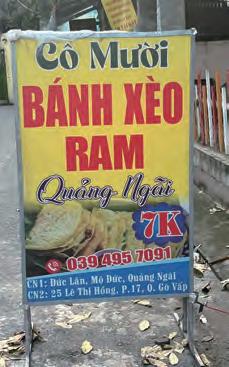 Cô Mười
BÁNH XÈO
RAM
Quảng Ngãi
7K
039 495 7091
CN1: Đức Lân, Mộ Đức, Quãng Ngãi
CN2: 25 Lê Thị Hồng, P.17, Q. Gò Vấp